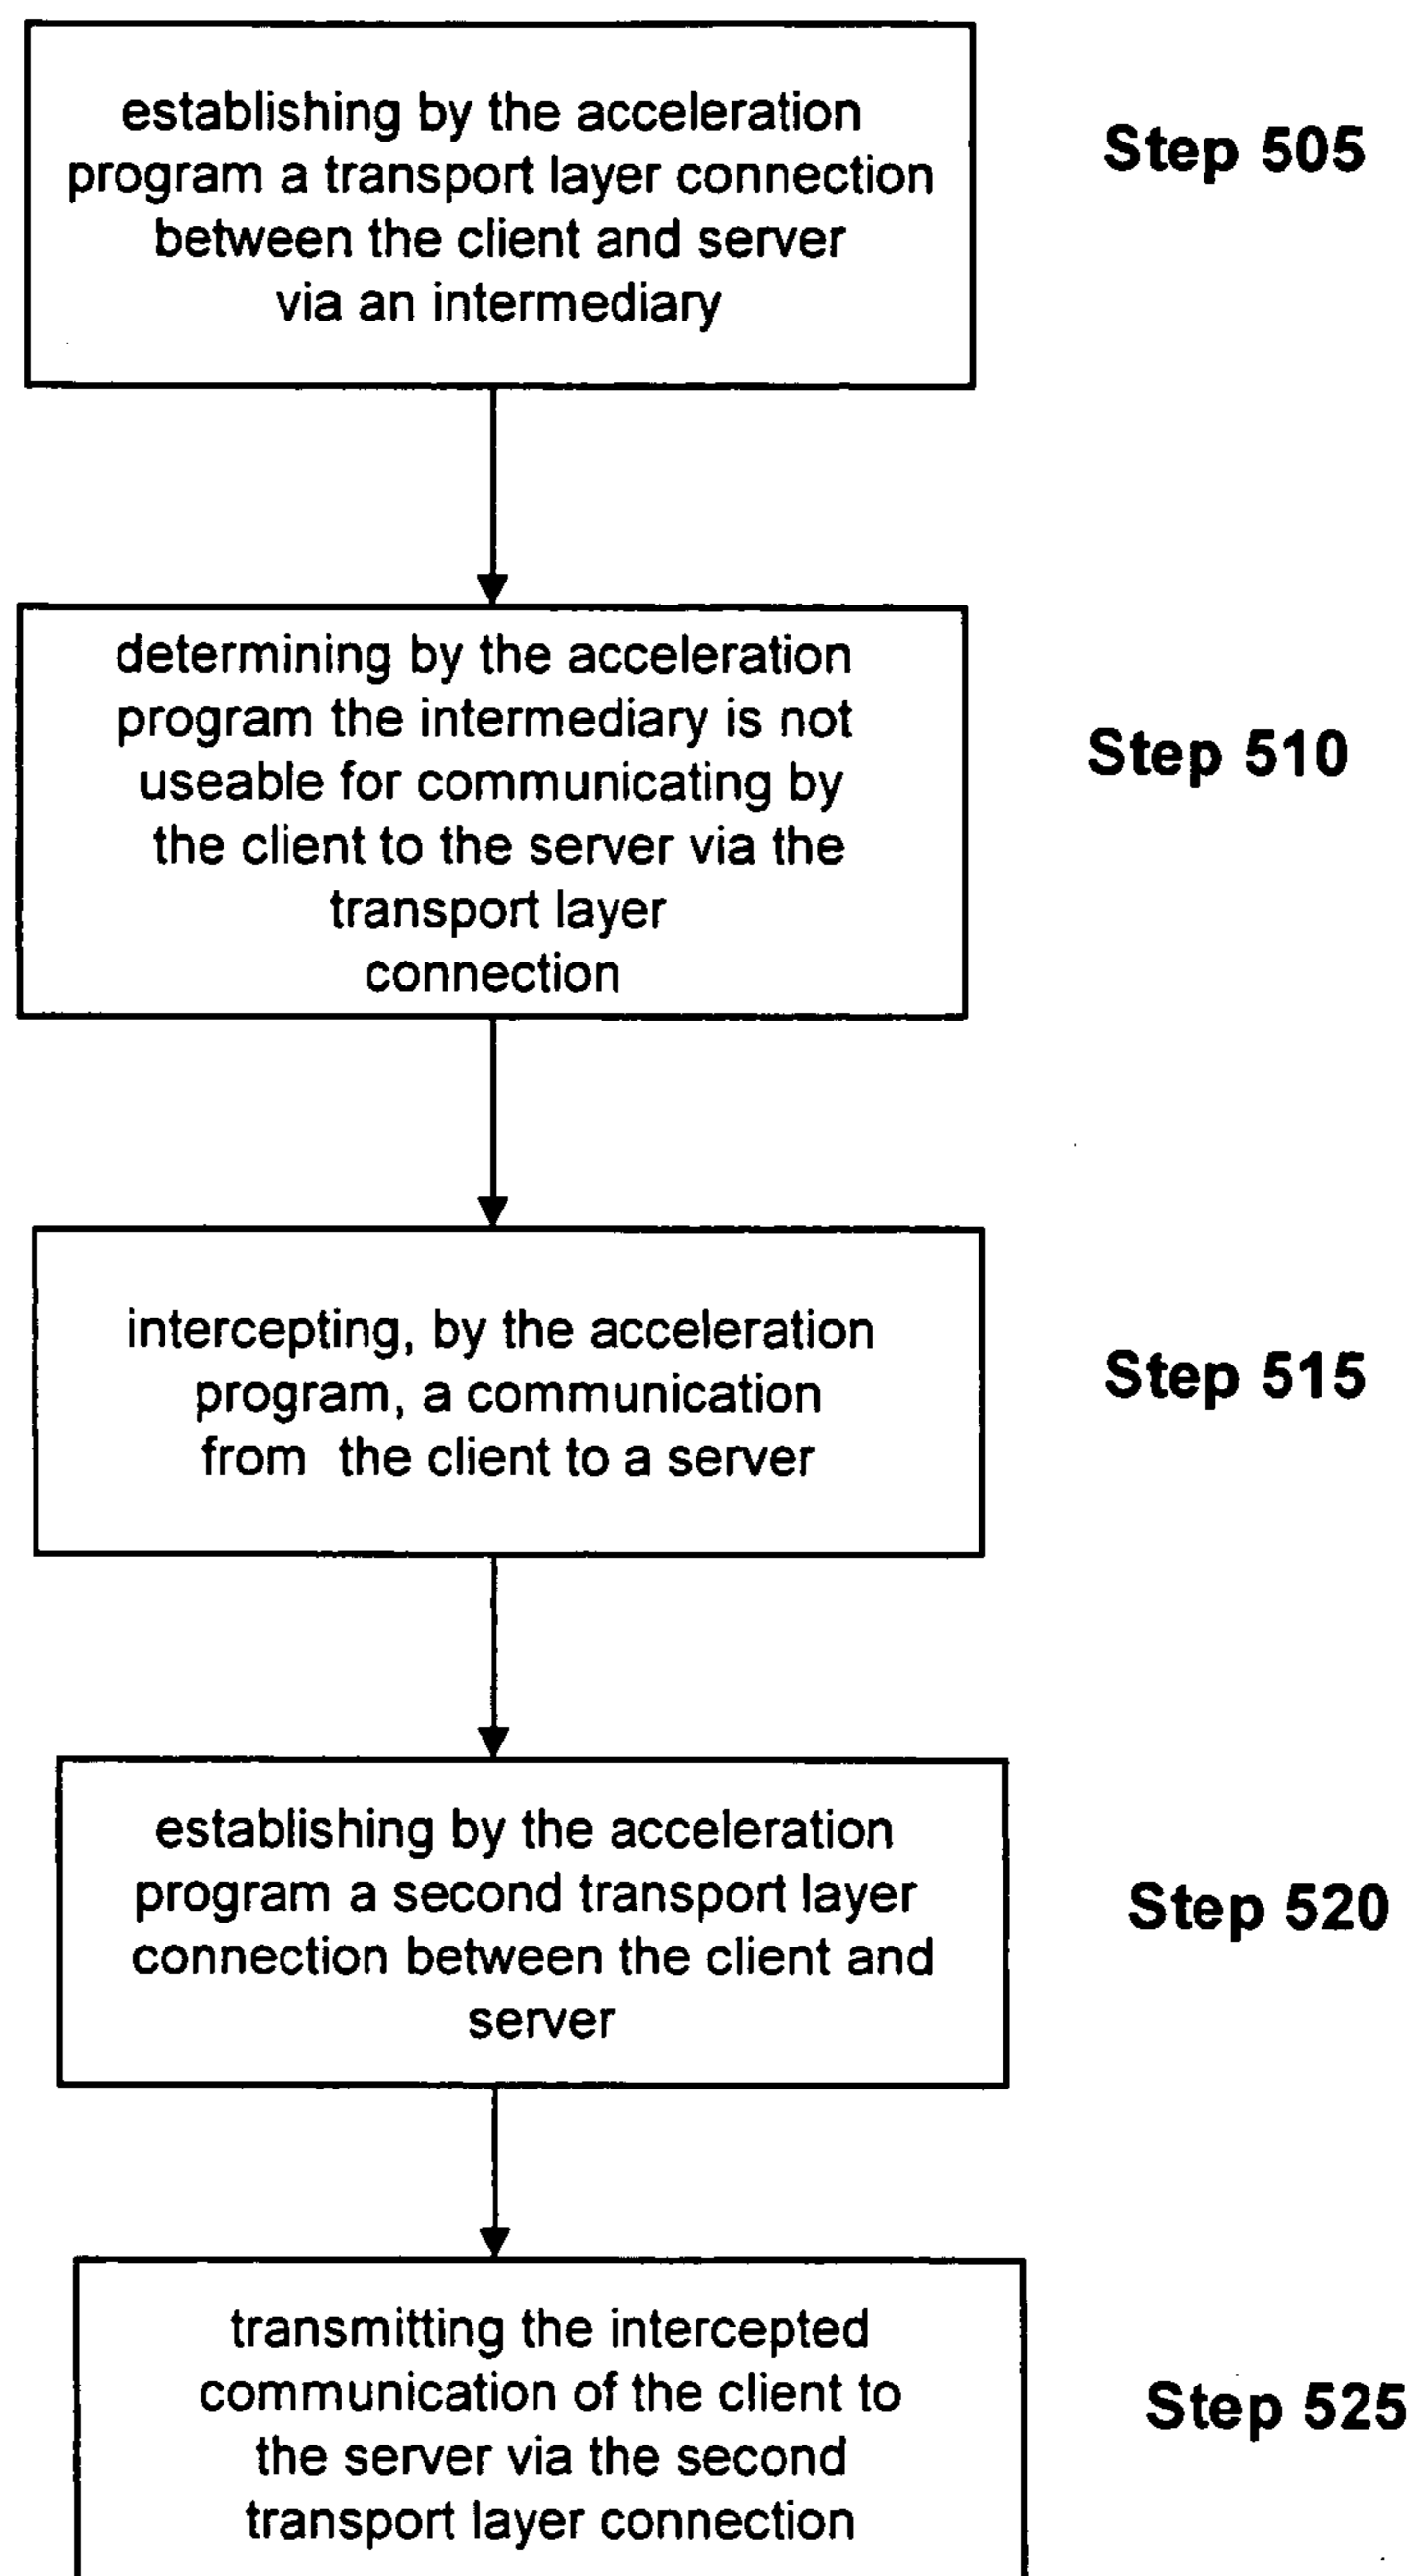 establishing by the acceleration
program a transport layer connection
between the client and server
via an intermediary
Step 505
determining by the acceleration
program the intermediary is not
useable for communicating by
the client to the server via the
transport layer
connection
Step 510
intercepting, by the acceleration
program, a communication
from the client to a server
Step 515
establishing by the acceleration
program a second transport layer
connection between the client and
server
Step 520
transmitting the intercepted
communication of the client to
the server via the second
transport layer connection
Step 525